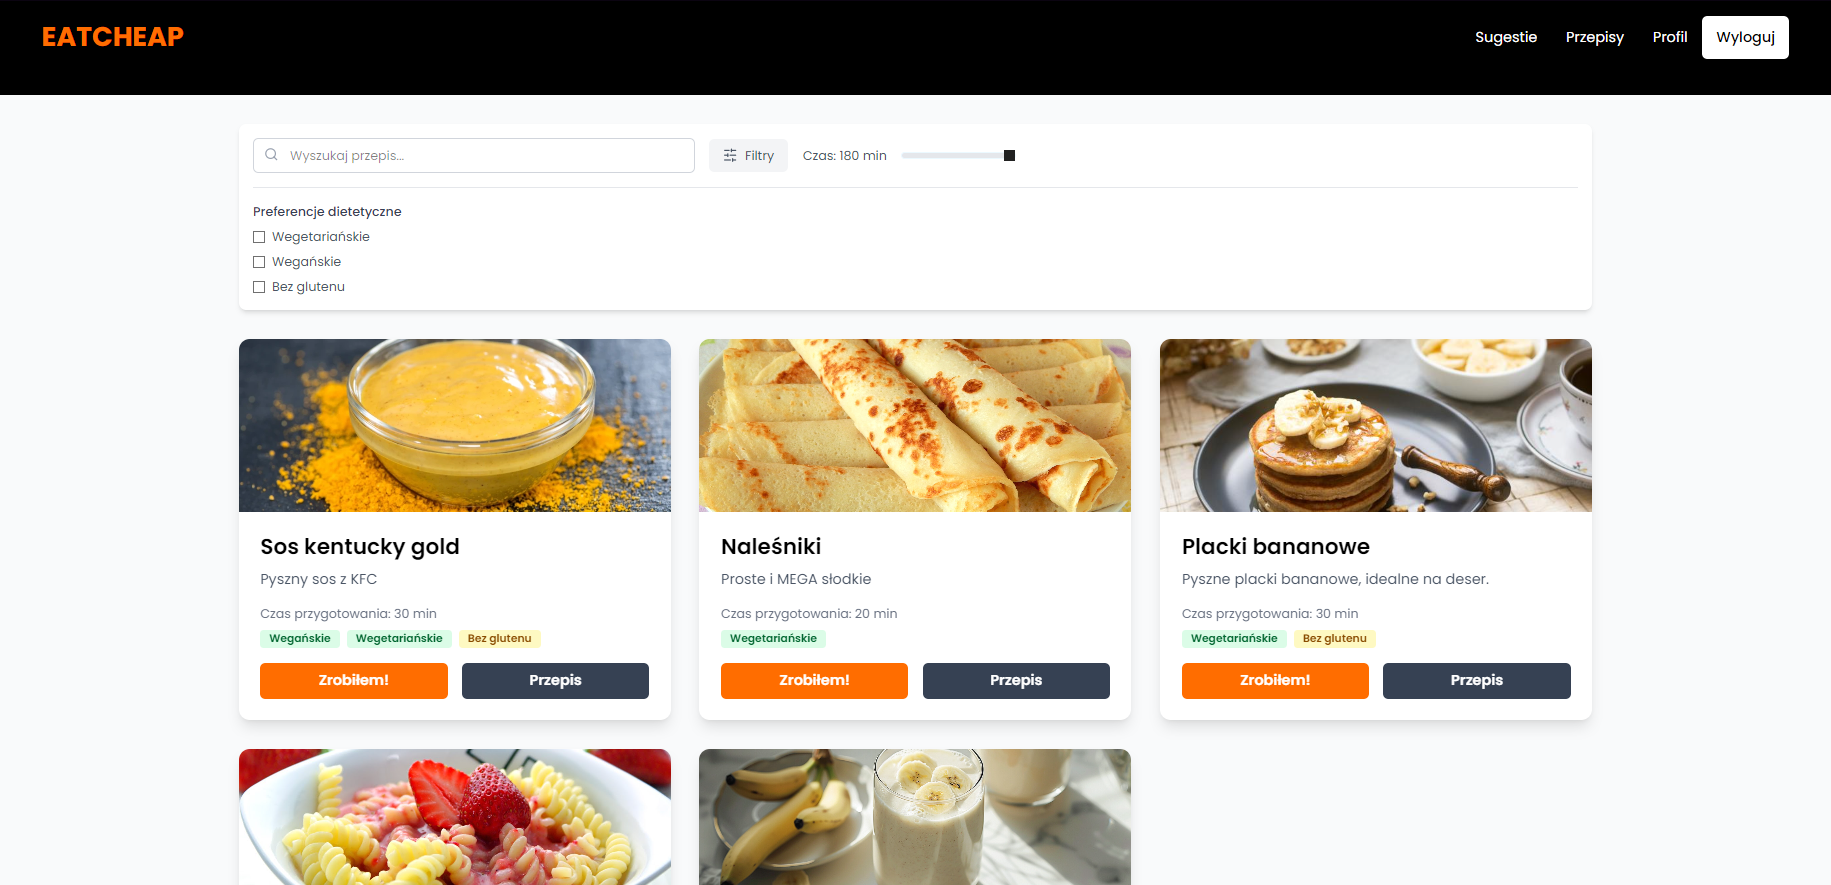 EATCHEAP
Sugestie Przepisy Profil Wyloguj
Wyszukaj przepis... Filtry Czas: 180 min
Preferencje dietetyczne
Wegetariańskie
Wegańskie
Bez glutenu
Sos kentucky gold
Pyszny sos z KFC
Czas przygotowania: 30 min
Wegańskie Wegetariańskie Bez glutenu
Zrobiłem! Przepis
Naleśniki
Proste i MEGA słodkie
Czas przygotowania: 20 min
Wegetariańskie
Zrobiłem! Przepis
Placki bananowe
Pyszne placki bananowe, idealne na deser.
Czas przygotowania: 30 min
Wegetariańskie Bez glutenu
Zrobiłem! Przepis